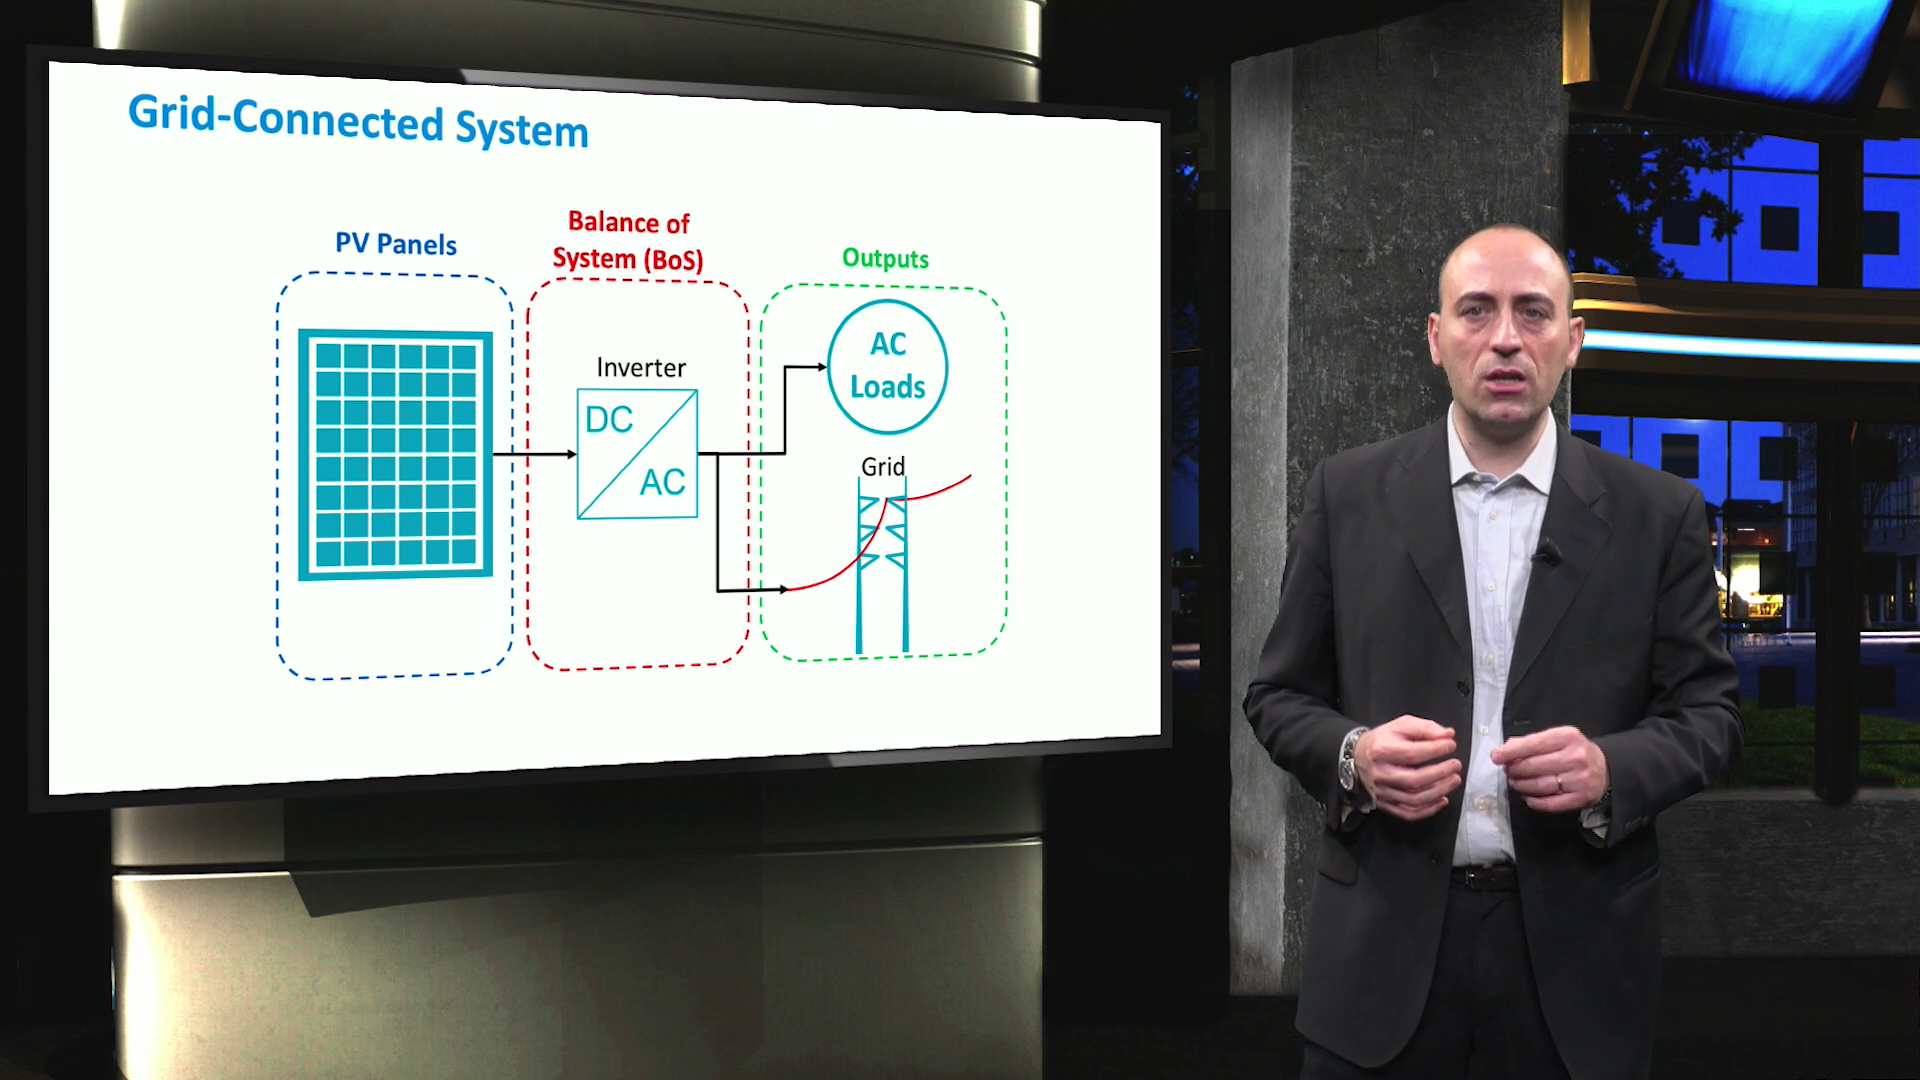 Grid-Connected System
PV Panels
Balance of
System (BoS)
Outputs
Inverter
DC
AC
AC
Loads
Grid